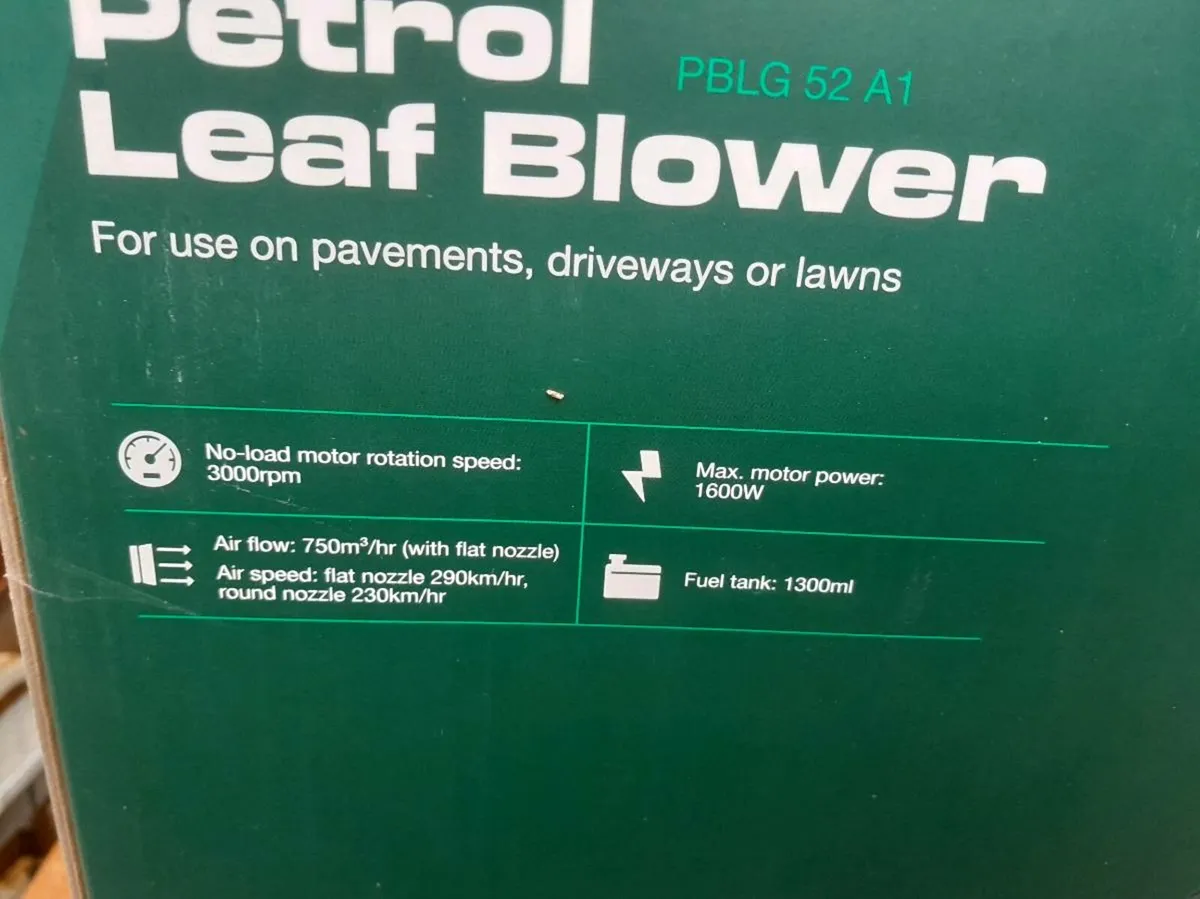 Petrol
PBLG 52 A1
Leaf Blower
For use on pavements, driveways or lawns
No-load motor rotation speed:
3000rpm
Max. motor power:
1600W
Air flow: 750m³/hr (with flat nozzle)
Air speed: flat nozzle 290km/hr,
round nozzle 230km/hr
Fuel tank: 1300ml